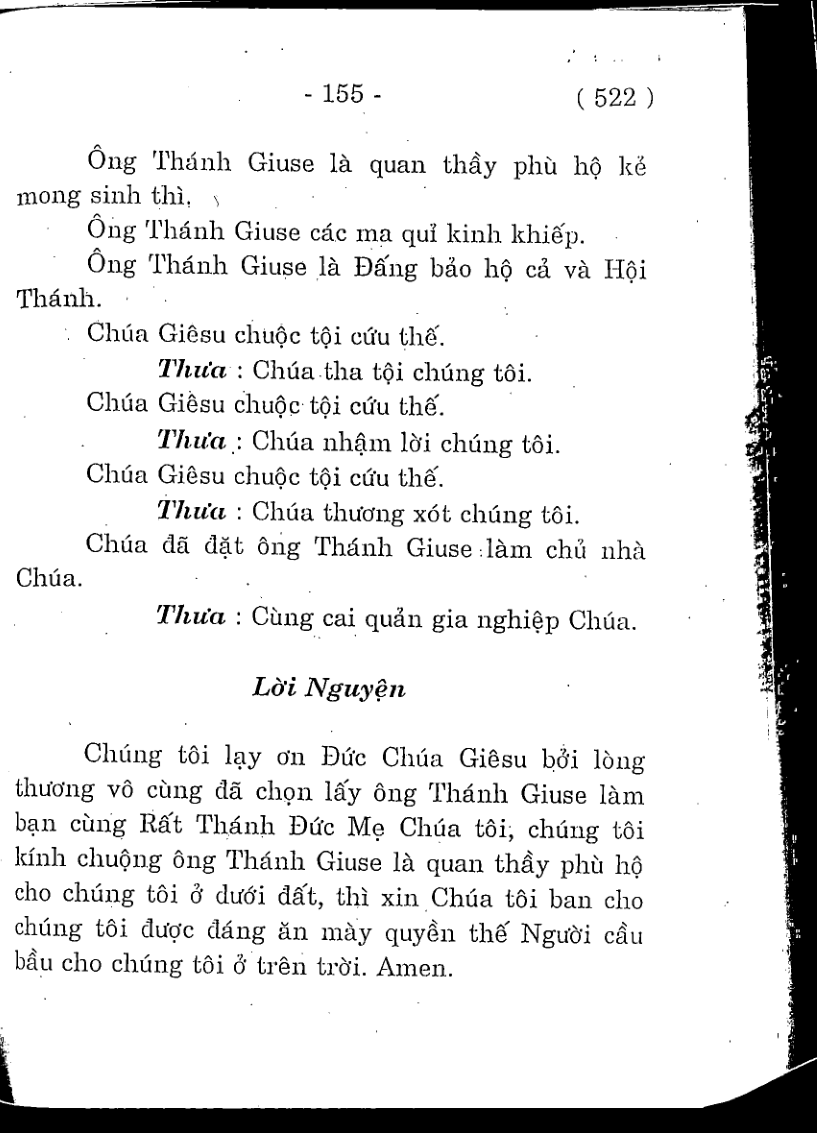 - 155 - ( 522 )
Ông Thánh Giuse là quan thầy phù hộ kẻ
mong sinh thì.
Ông Thánh Giuse các ma quỉ kinh khiếp.
Ông Thánh Giuse là Đấng bảo hộ cả và Hội
Thánh.
Chúa Giêsu chuộc tội cứu thế.
Thưa : Chúa tha tội chúng tôi.
Chúa Giêsu chuộc tội cứu thế.
Thưa : Chúa nhậm lời chúng tôi.
Chúa Giêsu chuộc tội cứu thế.
Thưa : Chúa thương xót chúng tôi.
Chúa đã đặt ông Thánh Giuse làm chủ nhà
Chúa.
Thưa : Cùng cai quản gia nghiệp Chúa.
Lời Nguyện
Chúng tôi lạy ơn Đức Chúa Giêsu bởi lòng
thương vô cùng đã chọn lấy ông Thánh Giuse làm
bạn cùng Rất Thánh Đức Mẹ Chúa tôi, chúng tôi
kính chuộng ông Thánh Giuse là quan thầy phù hộ
cho chúng tôi ở dưới đất, thì xin Chúa tôi ban cho
chúng tôi được đáng ăn mày quyền thế Người cầu
bầu cho chúng tôi ở trên trời. Amen.